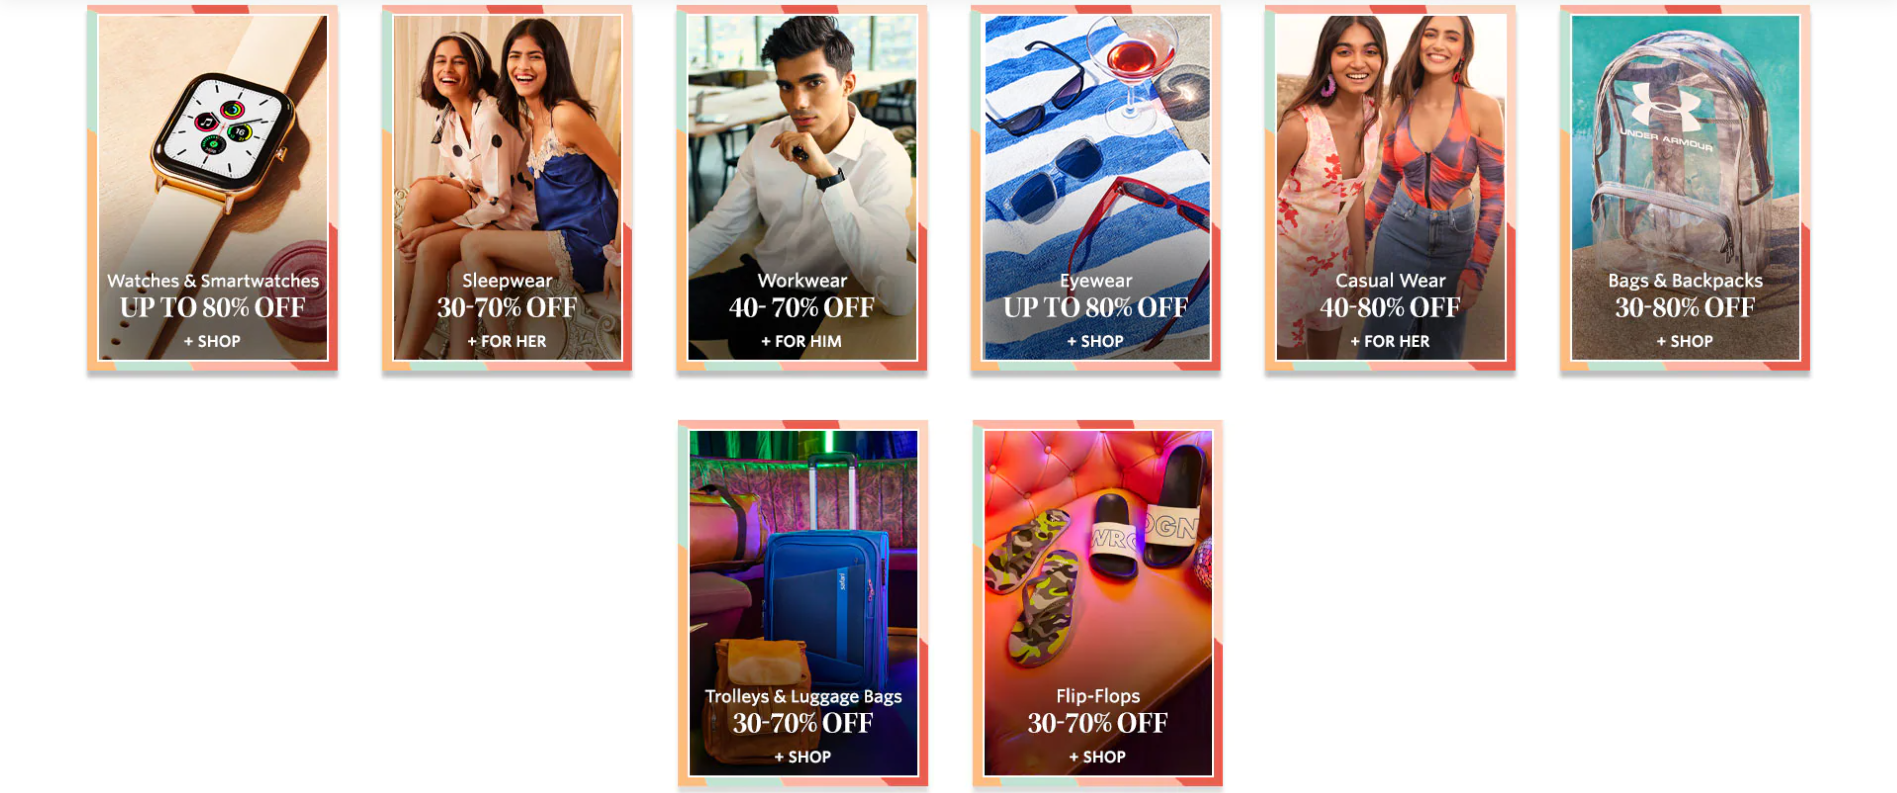 Watches & Smartwatches
UP TO 80% OFF
+ SHOP
Sleepwear
30-70% OFF
+ FOR HER
Workwear
40- 70% OFF
+ FOR HIM
Eyewear
UP TO 80% OFF
+ SHOP
Casual Wear
40-80% OFF
+ FOR HER
UNDER ARMOUR
Bags & Backpacks
30-80% OFF
+ SHOP
safari
Trolleys & Luggage Bags
30-70% OFF
+ SHOP
WRO
OGN
Flip-Flops
30-70% OFF
+ SHOP